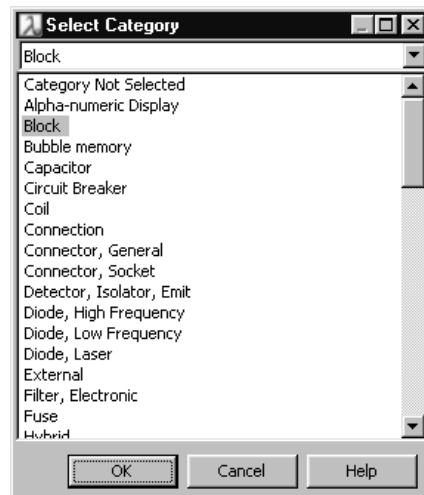 Select Category
Block
Category Not Selected
Alpha-numeric Display
Block
Bubble memory
Capacitor
Circuit Breaker
Coil
Connection
Connector, General
Connector, Socket
Detector, Isolator, Emit
Diode, High Frequency
Diode, Low Frequency
Diode, Laser
External
Filter, Electronic
Fuse
Hybrid
OK Cancel Help